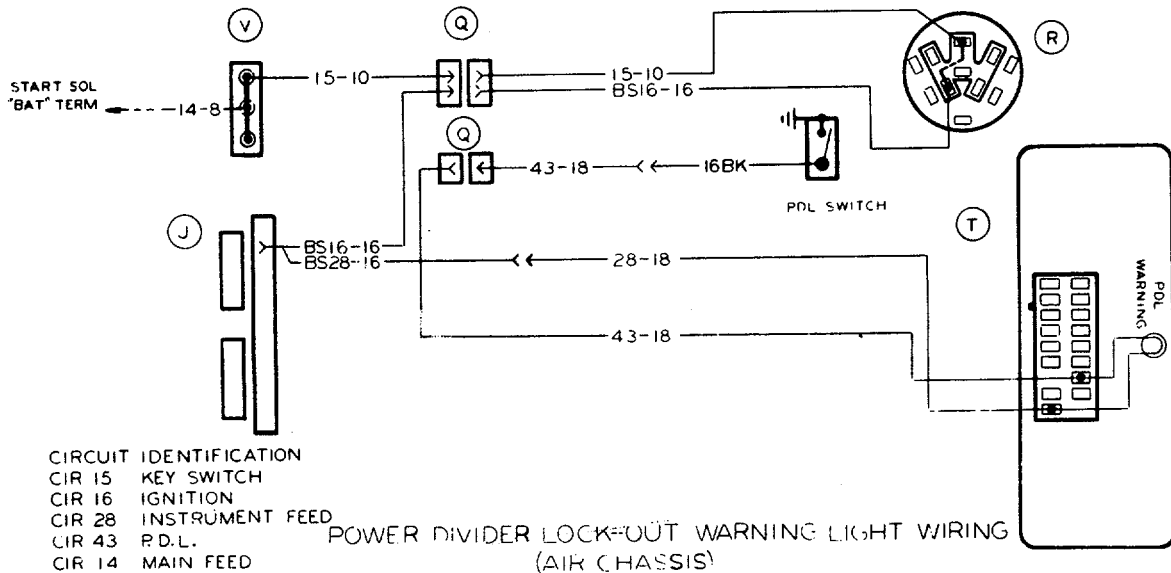 V
Q
R
START SOL
"BAT" TERM
14-8
15-10
15-10
BS16-16
Q
43-18
16BK
PDL SWITCH
J
T
BS16-16
BS28-16
28-18
43-18
PDL
WARNING
CIRCUIT IDENTIFICATION
CIR 15 KEY SWITCH
CIR 16 IGNITION
CIR 28 INSTRUMENT FEED
CIR 43 P.D.L.
CIR 14 MAIN FEED
POWER DIVIDER LOCK-OUT WARNING LIGHT WIRING
(AIR CHASSIS)